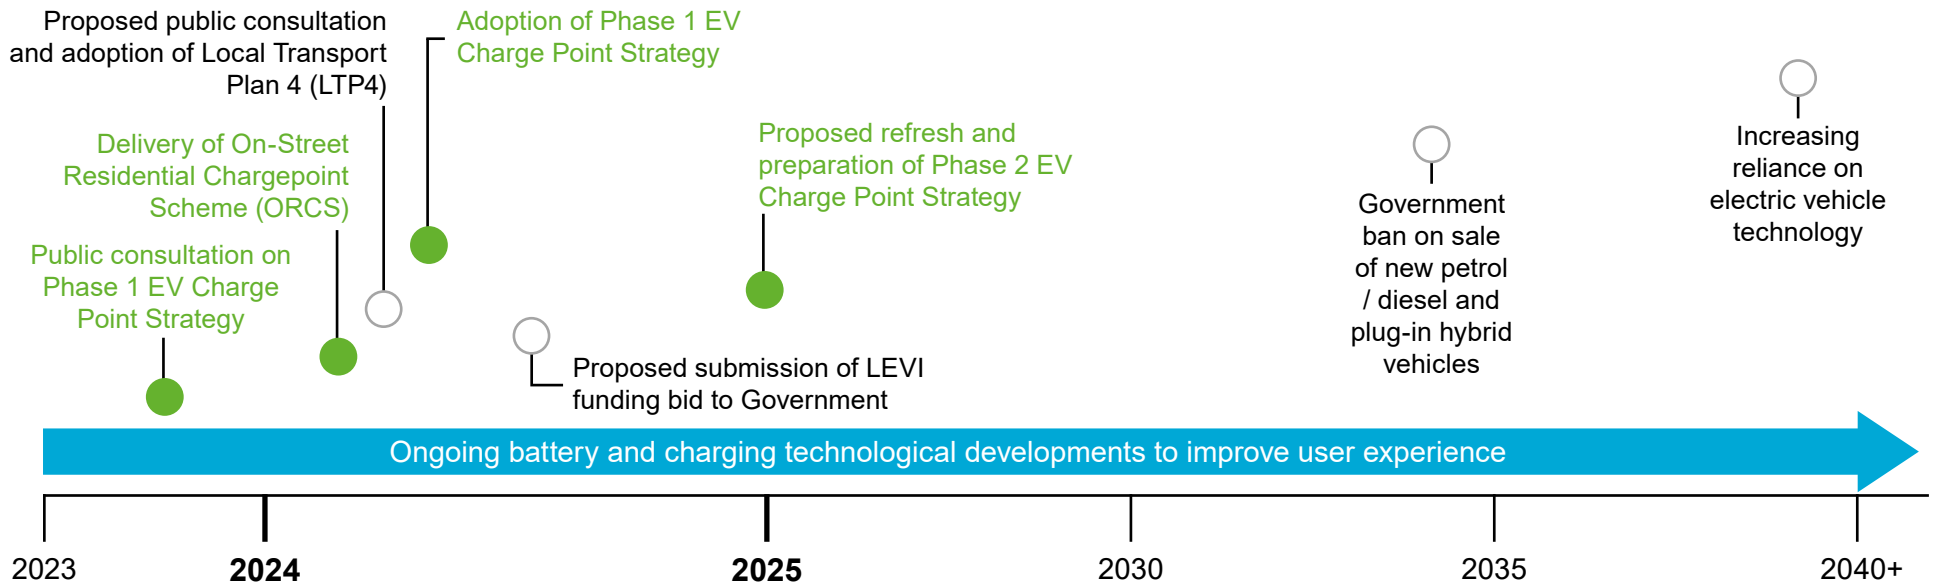 Proposed public consultation
and adoption of Local Transport
Plan 4 (LTP4)
Adoption of Phase 1 EV
Charge Point Strategy
Delivery of On-Street
Residential Chargepoint
Scheme (ORCS)
Public consultation on
Phase 1 EV Charge
Point Strategy
Proposed refresh and
preparation of Phase 2 EV
Charge Point Strategy
Proposed submission of LEVI
funding bid to Government
Government
ban on sale
of new petrol
/ diesel and
plug-in hybrid
vehicles
Increasing
reliance on
electric vehicle
technology
Ongoing battery and charging technological developments to improve user experience
2023
2024
2025
2030
2035
2040+